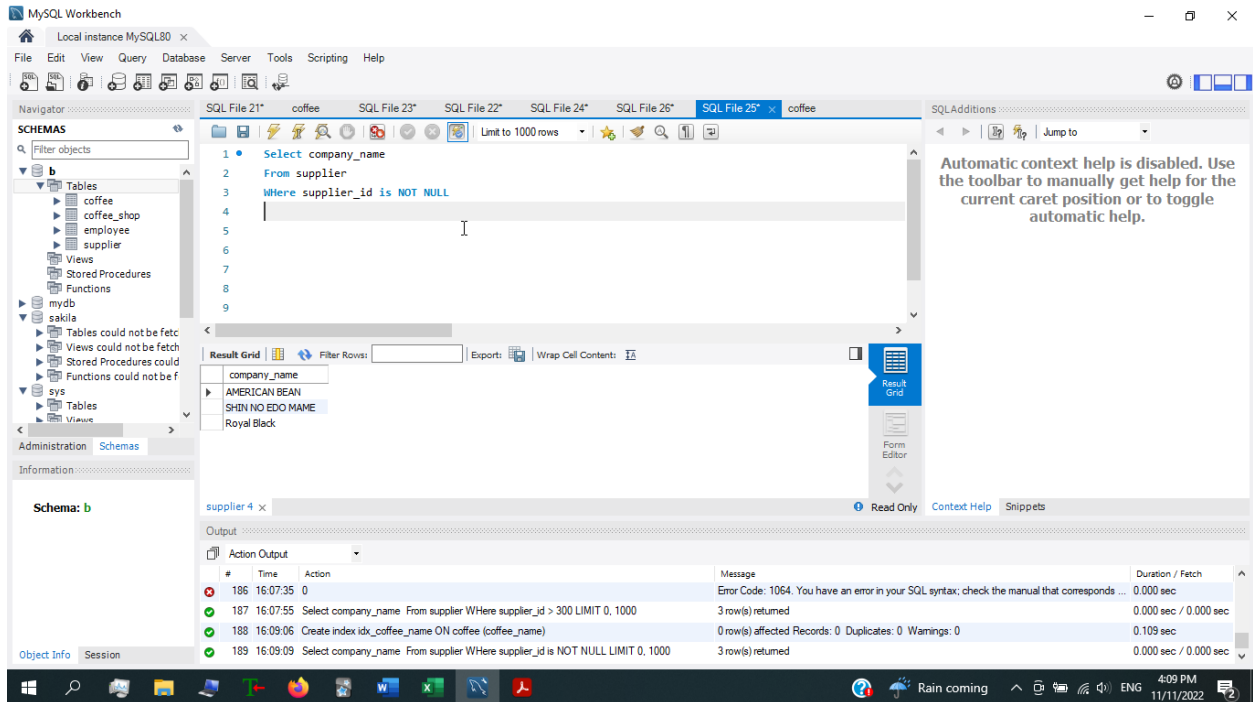 MySQL Workbench
Local instance MySQL80 ×
File Edit View Query Database Server Tools Scripting Help
Navigator
SCHEMAS
Filter objects
b
Tables
coffee
coffee_shop
employee
supplier
Views
Stored Procedures
Functions
mydb
sakila
Tables could not be fetc
Views could not be fetch
Stored Procedures could
Functions could not be f
sys
Tables
Views
Administration Schemas
Information
Schema: b
Object Info Session
SQL File 21* coffee SQL File 23* SQL File 22* SQL File 24* SQL File 26* SQL File 25* × coffee
Limit to 1000 rows
1 Select company_name
2 From supplier
3 WHere supplier_id is NOT NULL
4
5
6
7
8
9
Result Grid Filter Rows: Export: Wrap Cell Content: IA
company_name
AMERICAN BEAN
SHIN NO EDO MAME
Royal Black
Result Grid
Form Editor
supplier 4 × Read Only
SQLAdditions
Jump to
Automatic context help is disabled. Use
the toolbar to manually get help for the
current caret position or to toggle
automatic help.
Context Help Snippets
Output
Action Output
# Time Action Message Duration / Fetch
186 16:07:35 0 Error Code: 1064. You have an error in your SQL syntax; check the manual that corresponds ... 0.000 sec
187 16:07:55 Select company_name From supplier WHere supplier_id > 300 LIMIT 0, 1000 3 row(s) returned 0.000 sec / 0.000 sec
188 16:09:06 Create index idx_coffee_name ON coffee (coffee_name) 0 row(s) affected Records: 0 Duplicates: 0 Warnings: 0 0.109 sec
189 16:09:09 Select company_name From supplier WHere supplier_id is NOT NULL LIMIT 0, 1000 3 row(s) returned 0.000 sec / 0.000 sec
Rain coming ENG 4:09 PM
11/11/2022